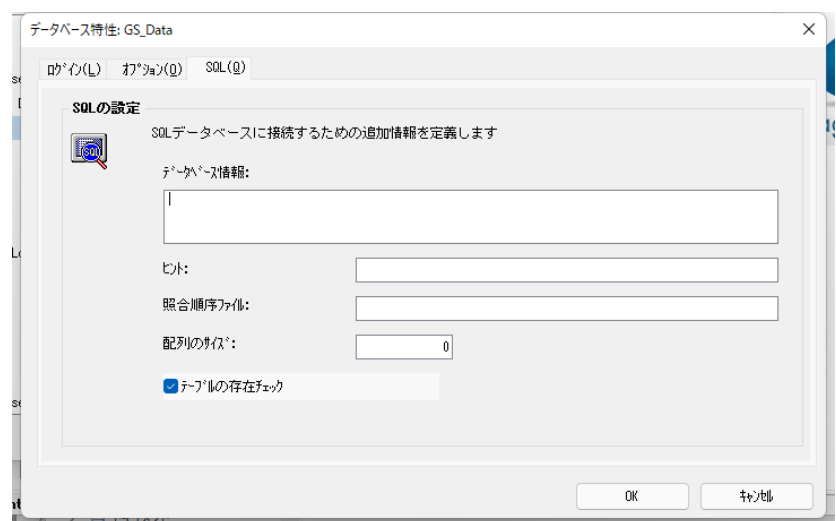 データベース特性: GS_Data
ログイン(L) オプション(O) SQL(Q)
SQLの設定
SQLデータベースに接続するための追加情報を定義します
SQL
データベース情報:
ヒント:
照合順序ファイル:
配列のサイズ: 0
テーブルの存在チェック
OK キャンセル